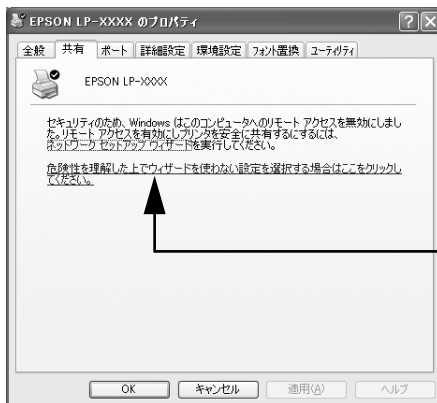 EPSON LP-XXXX のプロパティ
全般 共有 ポート 詳細設定 環境設定 フォント置換 ユーティリティ
EPSON LP-XXXX
セキュリティのため、Windows はこのコンピュータへのリモート アクセスを無効にしまし
た。リモート アクセスを有効にしプリンタを安全に共有するにするには、
ネットワーク セットアップ ウィザードを実行してください。
危険性を理解した上でウィザードを使わない設定を選択する場合はここをクリックし
てください。
OK キャンセル 適用(A) ヘルプ